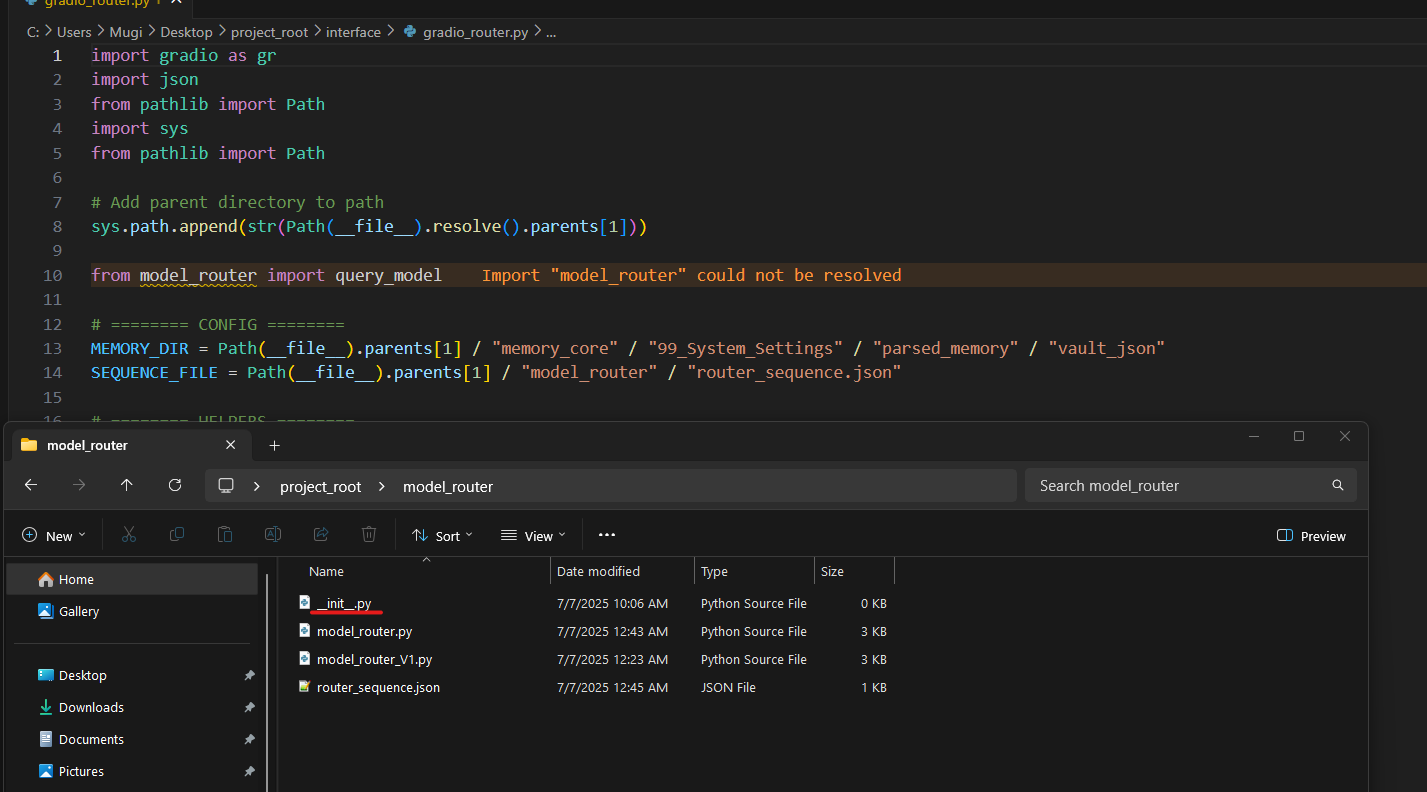 gradio_router.py 1
C: > Users > Mugi > Desktop > project_root > interface > gradio_router.py > ...
1 import gradio as gr
2 import json
3 from pathlib import Path
4 import sys
5 from pathlib import Path
6
7 # Add parent directory to path
8 sys.path.append(str(Path(__file__).resolve().parents[1]))
9
10 from model_router import query_model Import "model_router" could not be resolved
11
12 # ======== CONFIG ========
13 MEMORY_DIR = Path(__file__).parents[1] / "memory_core" / "99_System_Settings" / "parsed_memory" / "vault_json"
14 SEQUENCE_FILE = Path(__file__).parents[1] / "model_router" / "router_sequence.json"
15
16 # ======== HELPERS ========
model_router
project_root > model_router
Search model_router
New Sort View ... Preview
Name Date modified Type Size
Home
Gallery
Desktop
Downloads
Documents
Pictures
__init__.py 7/7/2025 10:06 AM Python Source File 0 KB
model_router.py 7/7/2025 12:43 AM Python Source File 3 KB
model_router_V1.py 7/7/2025 12:23 AM Python Source File 3 KB
router_sequence.json 7/7/2025 12:45 AM JSON File 1 KB